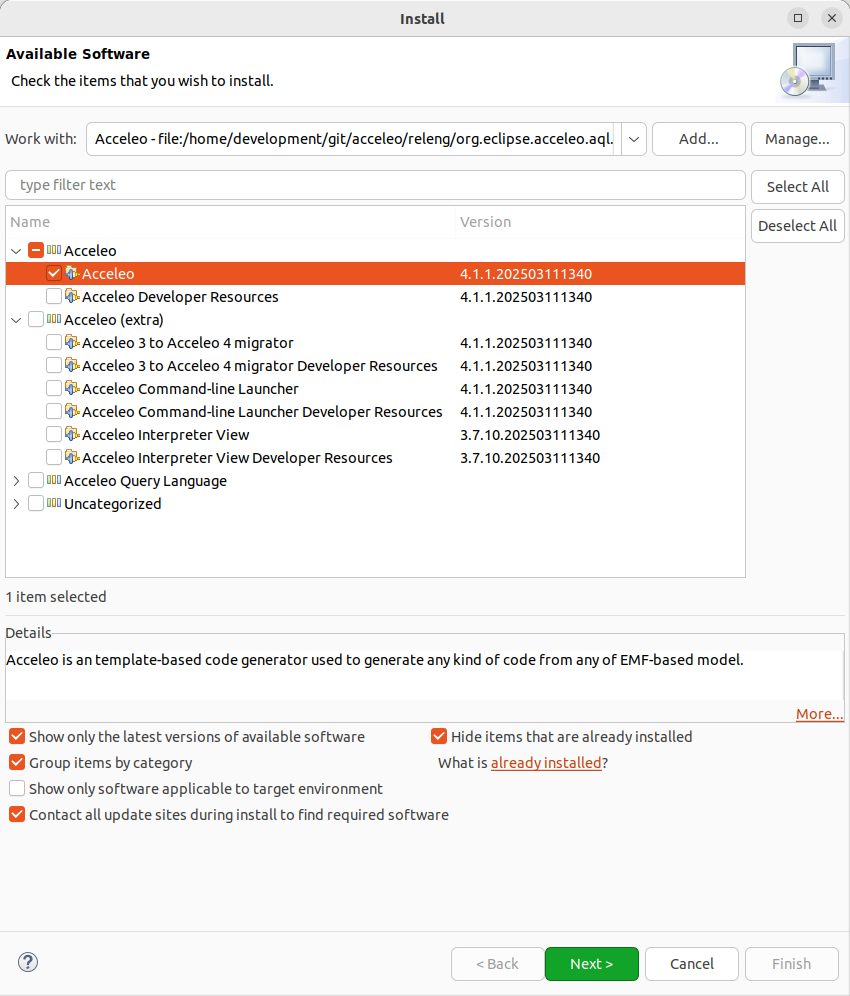 Install
Available Software
Check the items that you wish to install.
Work with: Acceleo - file:/home/development/git/acceleo/releng/org.eclipse.acceleo.aql. Add... Manage...
type filter text Select All
Deselect All
Name Version
Acceleo
Acceleo 4.1.1.202503111340
Acceleo Developer Resources 4.1.1.202503111340
Acceleo (extra)
Acceleo 3 to Acceleo 4 migrator 4.1.1.202503111340
Acceleo 3 to Acceleo 4 migrator Developer Resources 4.1.1.202503111340
Acceleo Command-line Launcher 4.1.1.202503111340
Acceleo Command-line Launcher Developer Resources 4.1.1.202503111340
Acceleo Interpreter View 3.7.10.202503111340
Acceleo Interpreter View Developer Resources 3.7.10.202503111340
Acceleo Query Language
Uncategorized
1 item selected
Details
Acceleo is an template-based code generator used to generate any kind of code from any of EMF-based model.
More...
Show only the latest versions of available software Hide items that are already installed
Group items by category What is already installed?
Show only software applicable to target environment
Contact all update sites during install to find required software
? < Back Next > Cancel Finish